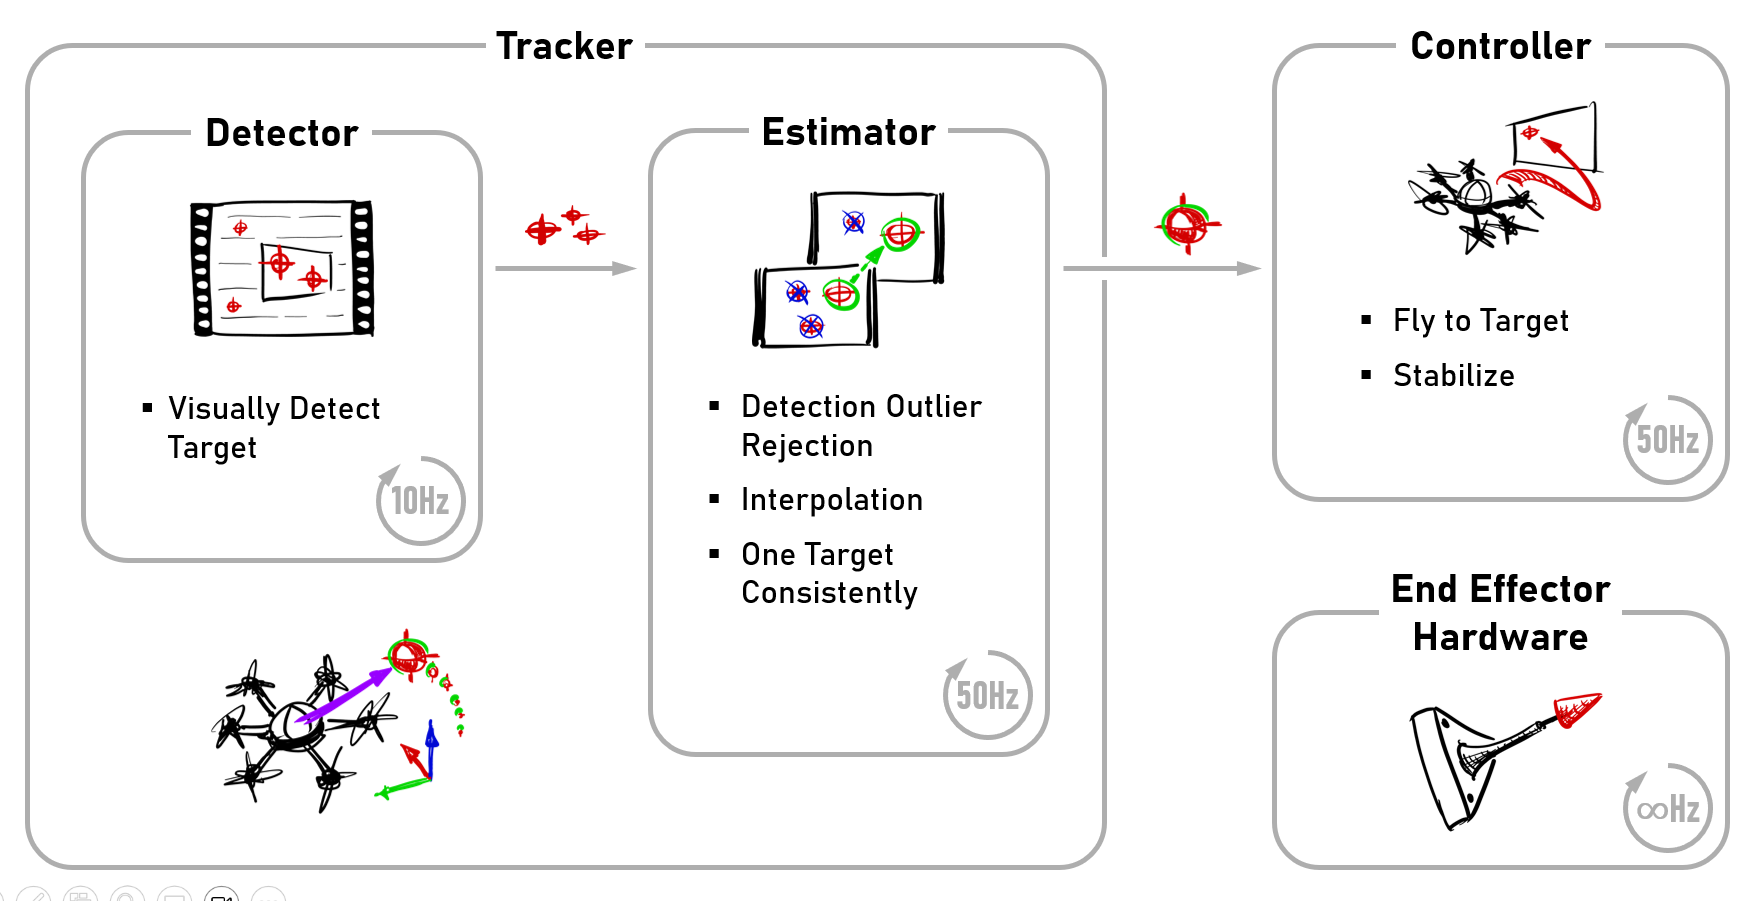 Tracker
Detector
Visually Detect
Target
10Hz
Estimator
Detection Outlier
Rejection
Interpolation
One Target
Consistently
50Hz
Controller
Fly to Target
Stabilize
50Hz
End Effector
Hardware
∞Hz